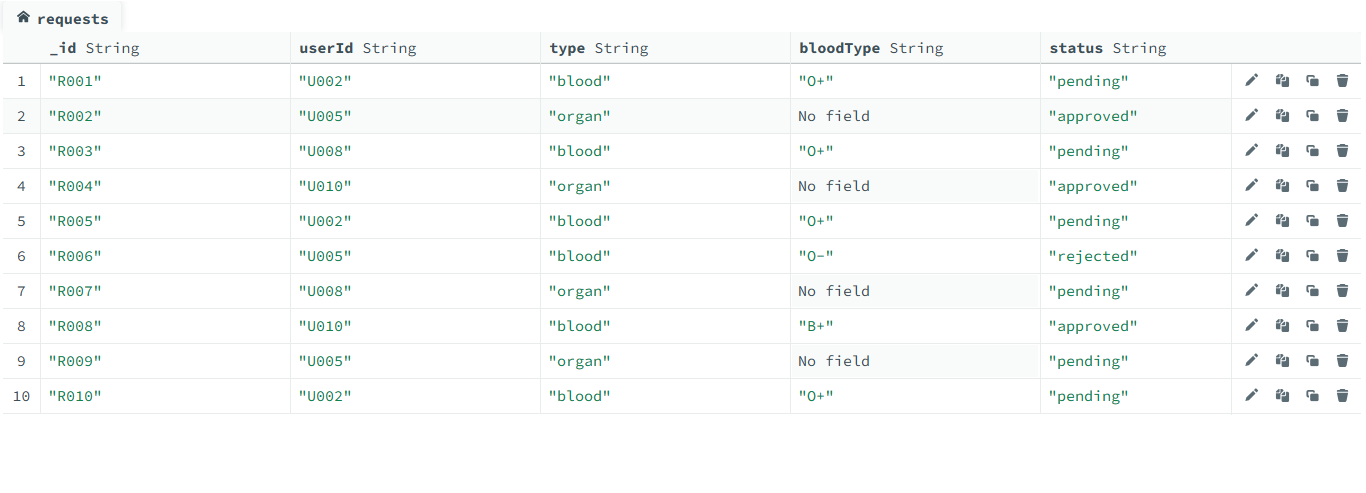 requests
_id String userId String type String bloodType String status String
1 "R001" "U002" "blood" "O+" "pending"
2 "R002" "U005" "organ" No field "approved"
3 "R003" "U008" "blood" "O+" "pending"
4 "R004" "U010" "organ" No field "approved"
5 "R005" "U002" "blood" "O+" "pending"
6 "R006" "U005" "blood" "O-" "rejected"
7 "R007" "U008" "organ" No field "pending"
8 "R008" "U010" "blood" "B+" "approved"
9 "R009" "U005" "organ" No field "pending"
10 "R010" "U002" "blood" "O+" "pending"